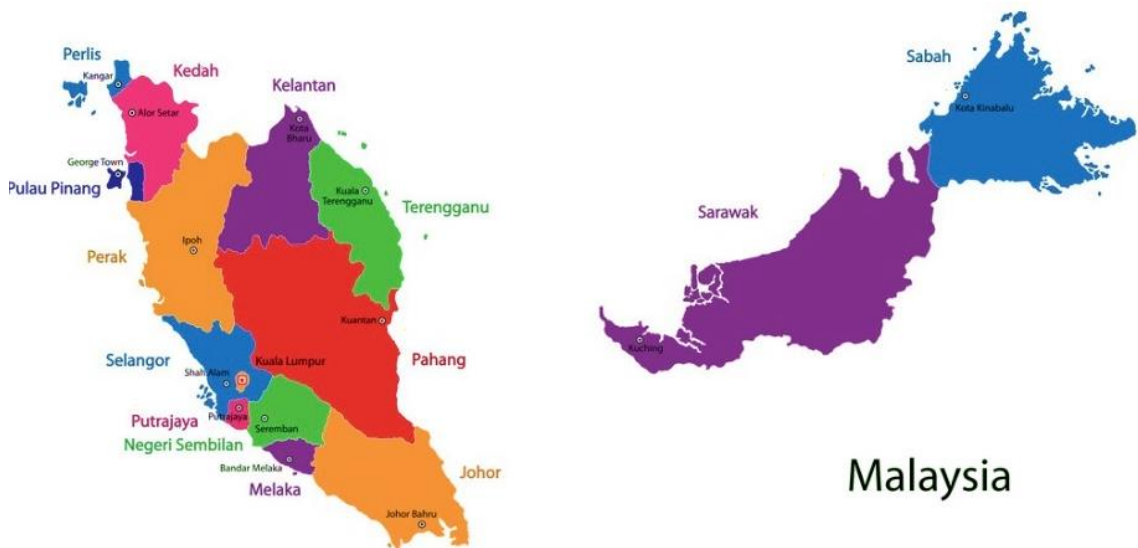 Perlis
Kangar
Kedah
Alor Setar
George Town
Pulau Pinang
Kelantan
Kota
Bharu
Kuala
Terengganu
Terengganu
Ipoh
Perak
Kuantan
Pahang
Selangor
Shah Alam
Kuala Lumpur
Putrajaya
Putrajaya
Seremban
Negeri Sembilan
Bandar Melaka
Melaka
Johor
Johor Bahru
Sabah
Kota Kinabalu
Sarawak
Kuching
Malaysia